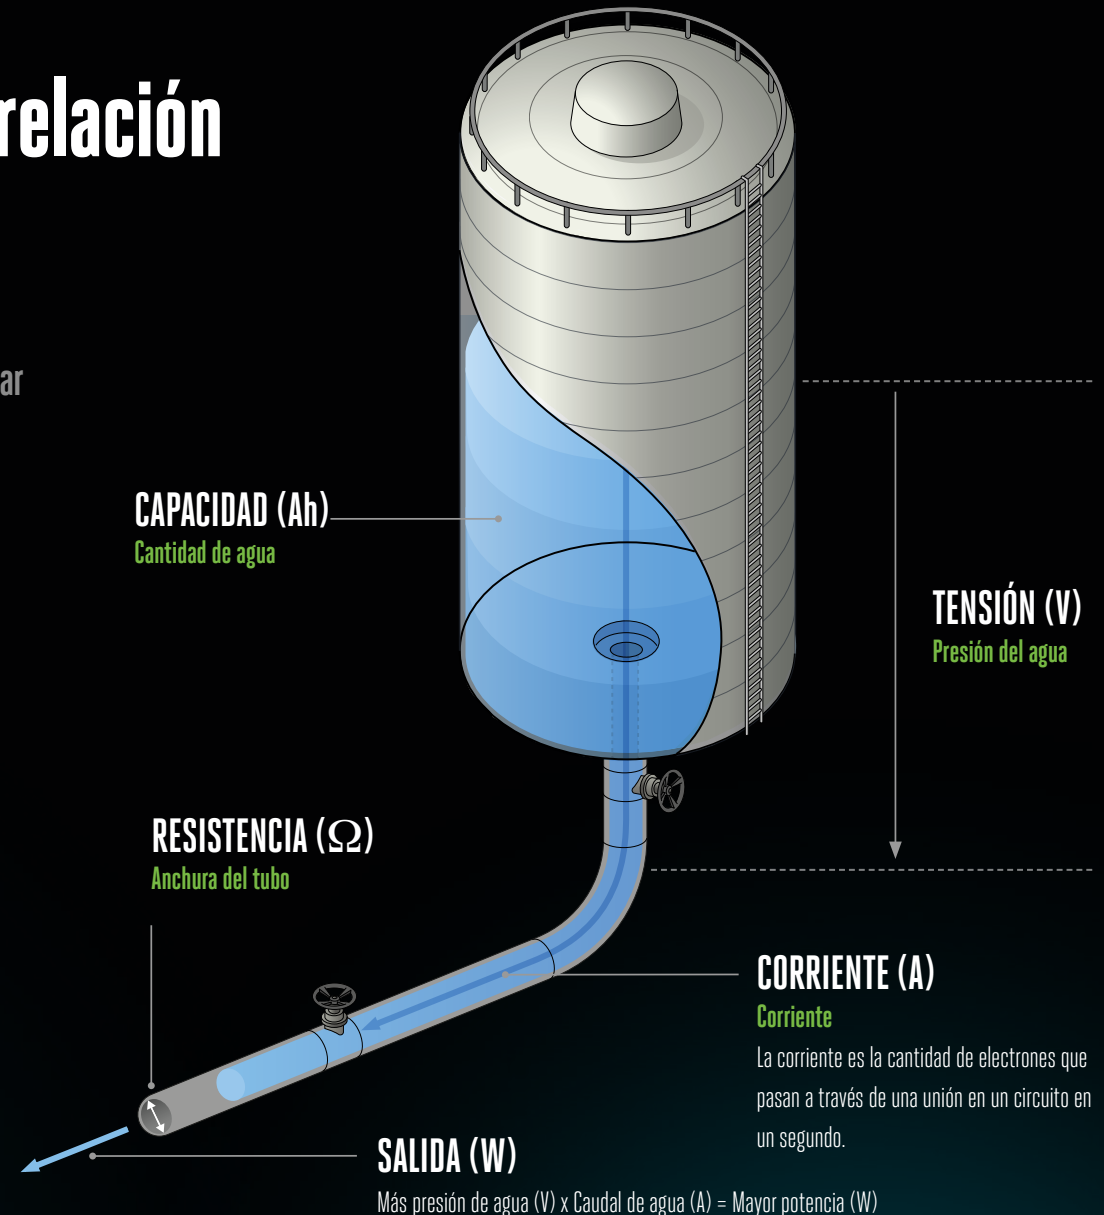 relación
ar
CAPACIDAD (Ah)
Cantidad de agua
TENSIÓN (V)
Presión del agua
RESISTENCIA (Ω)
Anchura del tubo
CORRIENTE (A)
Corriente
La corriente es la cantidad de electrones que
pasan a través de una unión en un circuito en
un segundo.
SALIDA (W)
Más presión de agua (V) x Caudal de agua (A) = Mayor potencia (W)